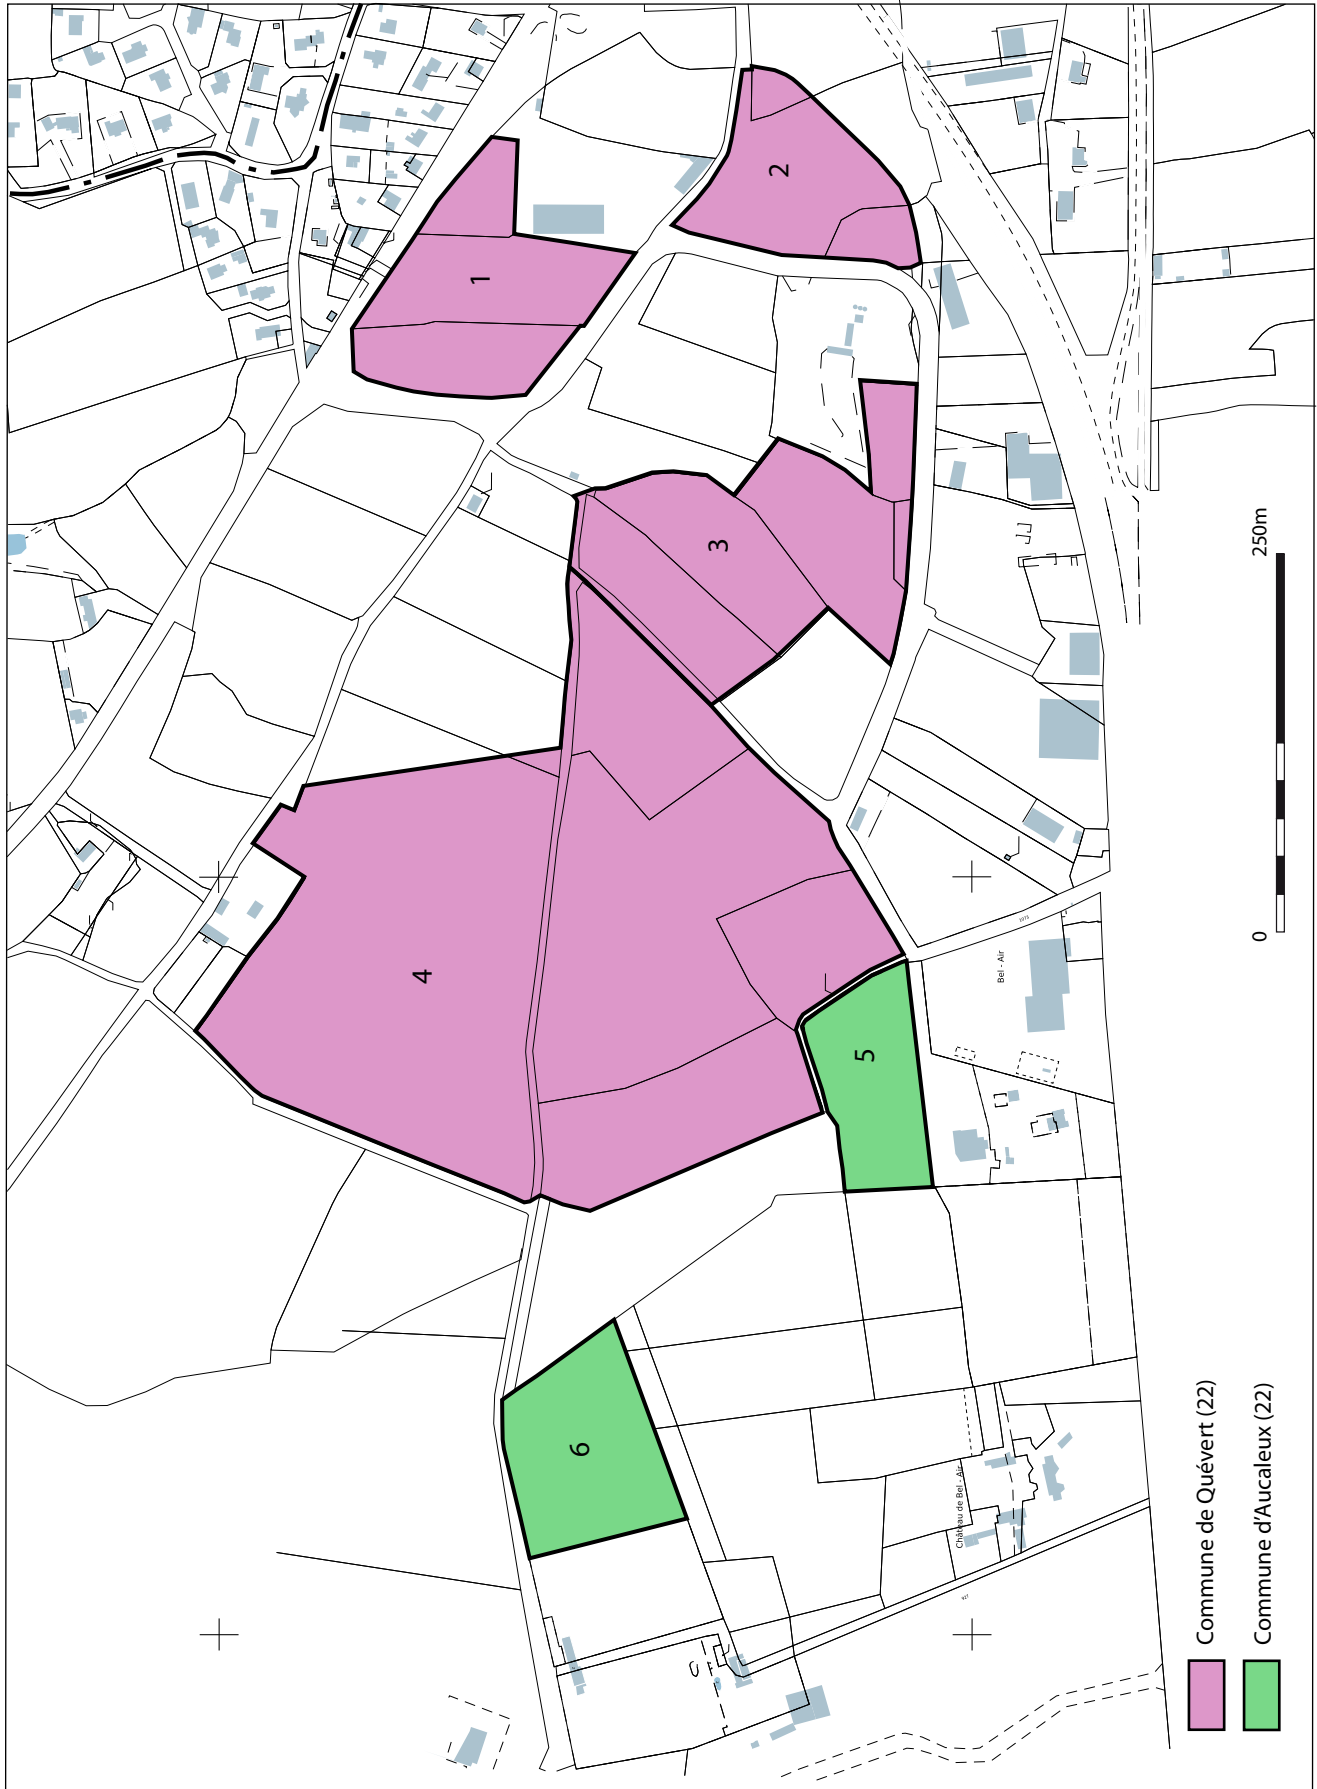 1
2
3
4
5
6
Bel - Air
Château de Bel - Air
0
250m
Commune de Quévert (22)
Commune d'Aucaleux (22)